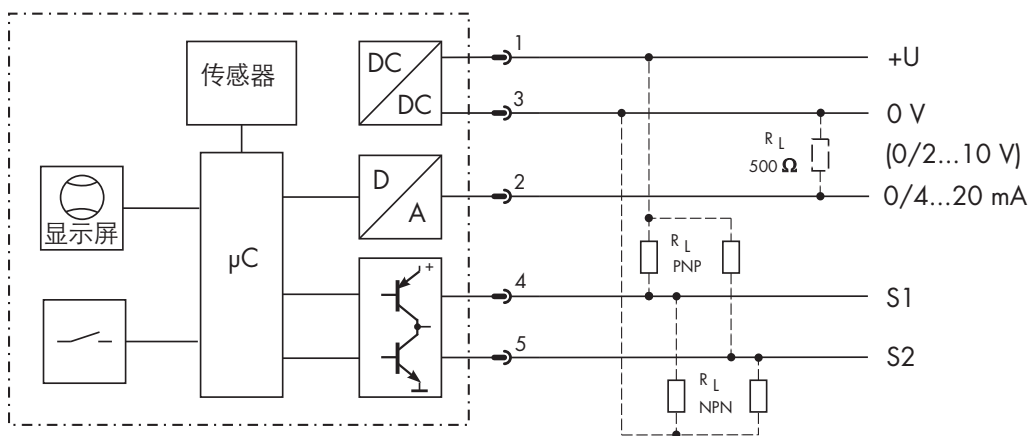 DC
DC
1
+U
传感器
3
0 V
R L
500 Ω
(0/2...10 V)
D
A
2
0/4...20 mA
显示屏
µC
R L
PNP
+
4
S1
5
S2
R L
NPN